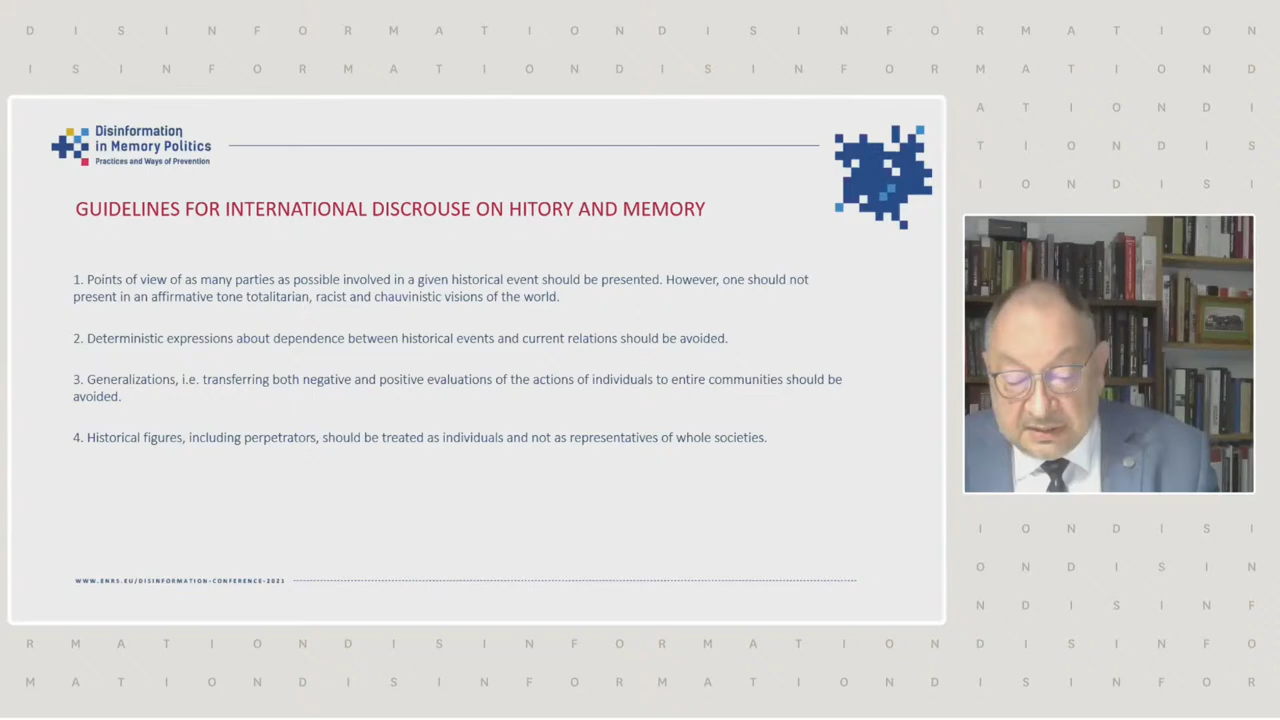 D I S I N F O R M A T I O N D I S I N F O R M A T I O N
I S I N F O R M A T I O N D I S I N F O R M A T I O N D
A T I O N D I
T I O N D I S
I O N D I S I
Disinformation
in Memory Politics
Practices and Ways of Prevention
GUIDELINES FOR INTERNATIONAL DISCROUSE ON HITORY AND MEMORY
1. Points of view of as many parties as possible involved in a given historical event should be presented. However, one should not
present in an affirmative tone totalitarian, racist and chauvinistic visions of the world.
2. Deterministic expressions about dependence between historical events and current relations should be avoided.
3. Generalizations, i.e. transferring both negative and positive evaluations of the actions of individuals to entire communities should be
avoided.
4. Historical figures, including perpetrators, should be treated as individuals and not as representatives of whole societies.
WWW.ENRS.EU/DISINFORMATION-CONFERENCE-2021
I O N D I S I
O N D I S I N
N D I S I N F
R M A T I O N D I S I N F O R M A T I O N D I S I N F O
M A T I O N D I S I N F O R M A T I O N D I S I N F O R